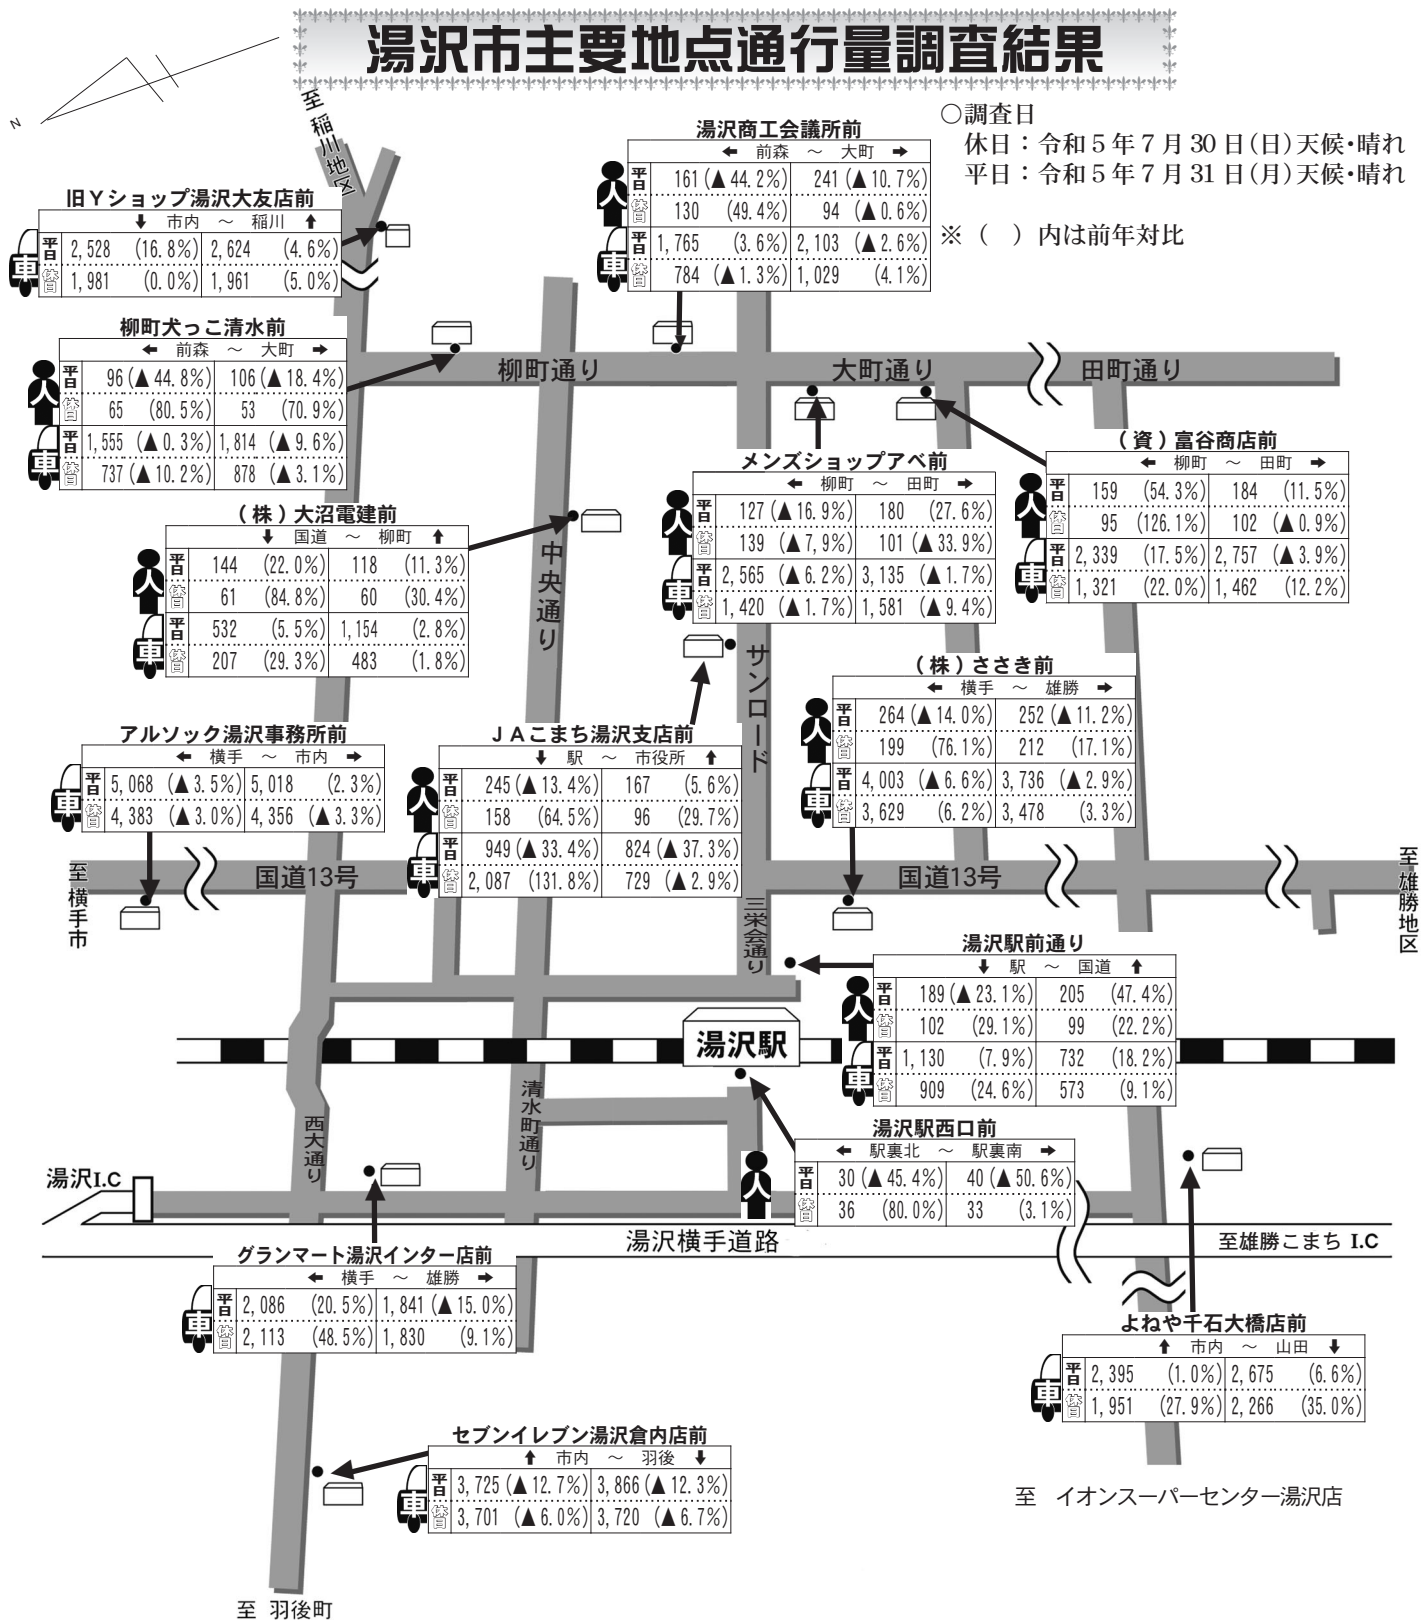 湯沢市主要地点通行量調査結果
N
○調査日
休日：令和５年７月30日（日）天候・晴れ
平日：令和５年７月31日（月）天候・晴れ
※（　）内は前年対比
至稲川地区
旧Ｙショップ湯沢大友店前
↓ 市内 ～ 稲川 ↑
車
平日 2,528 (16.8%) 2,624 (4.6%)
休日 1,981 (0.0%) 1,961 (5.0%)
湯沢商工会議所前
← 前森 ～ 大町 →
人
平日 161 (▲44.2%) 241 (▲10.7%)
休日 130 (49.4%) 94 (▲0.6%)
車
平日 1,765 (3.6%) 2,103 (▲2.6%)
休日 784 (▲1.3%) 1,029 (4.1%)
柳町犬っこ清水前
← 前森 ～ 大町 →
人
平日 96 (▲44.8%) 106 (▲18.4%)
休日 65 (80.5%) 53 (70.9%)
車
平日 1,555 (▲0.3%) 1,814 (▲9.6%)
休日 737 (▲10.2%) 878 (▲3.1%)
柳町通り
大町通り
田町通り
（資）富谷商店前
← 柳町 ～ 田町 →
人
平日 159 (54.3%) 184 (11.5%)
休日 95 (126.1%) 102 (▲0.9%)
車
平日 2,339 (17.5%) 2,757 (▲3.9%)
休日 1,321 (22.0%) 1,462 (12.2%)
メンズショップアベ前
← 柳町 ～ 田町 →
人
平日 127 (▲16.9%) 180 (27.6%)
休日 139 (▲7,9%) 101 (▲33.9%)
車
平日 2,565 (▲6.2%) 3,135 (▲1.7%)
休日 1,420 (▲1.7%) 1,581 (▲9.4%)
（株）大沼電建前
↓ 国道 ～ 柳町 ↑
人
平日 144 (22.0%) 118 (11.3%)
休日 61 (84.8%) 60 (30.4%)
車
平日 532 (5.5%) 1,154 (2.8%)
休日 207 (29.3%) 483 (1.8%)
中央通り
サンロード
（株）ささき前
← 横手 ～ 雄勝 →
人
平日 264 (▲14.0%) 252 (▲11.2%)
休日 199 (76.1%) 212 (17.1%)
車
平日 4,003 (▲6.6%) 3,736 (▲2.9%)
休日 3,629 (6.2%) 3,478 (3.3%)
アルソック湯沢事務所前
← 横手 ～ 市内 →
車
平日 5,068 (▲3.5%) 5,018 (2.3%)
休日 4,383 (▲3.0%) 4,356 (▲3.3%)
ＪＡこまち湯沢支店前
↓ 駅 ～ 市役所 ↑
人
平日 245 (▲13.4%) 167 (5.6%)
休日 158 (64.5%) 96 (29.7%)
車
平日 949 (▲33.4%) 824 (▲37.3%)
休日 2,087 (131.8%) 729 (▲2.9%)
至横手市
国道13号
国道13号
至雄勝地区
三栄会通り
湯沢駅前通り
↓ 駅 ～ 国道 ↑
人
平日 189 (▲23.1%) 205 (47.4%)
休日 102 (29.1%) 99 (22.2%)
車
平日 1,130 (7.9%) 732 (18.2%)
休日 909 (24.6%) 573 (9.1%)
湯沢駅
清水町通り
西大通り
湯沢駅西口前
← 駅裏北 ～ 駅裏南 →
人
平日 30 (▲45.4%) 40 (▲50.6%)
休日 36 (80.0%) 33 (3.1%)
湯沢I.C
湯沢横手道路
至雄勝こまち I.C
グランマート湯沢インター店前
← 横手 ～ 雄勝 →
車
平日 2,086 (20.5%) 1,841 (▲15.0%)
休日 2,113 (48.5%) 1,830 (9.1%)
よねや千石大橋店前
↑ 市内 ～ 山田 ↓
車
平日 2,395 (1.0%) 2,675 (6.6%)
休日 1,951 (27.9%) 2,266 (35.0%)
セブンイレブン湯沢倉内店前
↑ 市内 ～ 羽後 ↓
車
平日 3,725 (▲12.7%) 3,866 (▲12.3%)
休日 3,701 (▲6.0%) 3,720 (▲6.7%)
至　イオンスーパーセンター湯沢店
至 羽後町